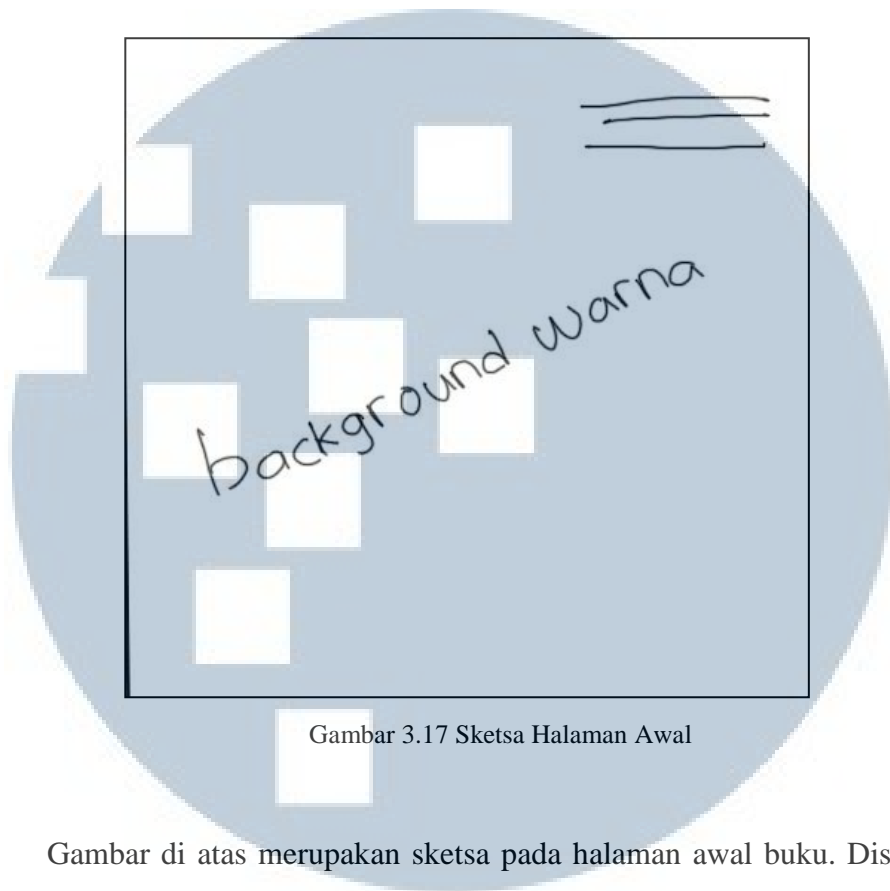 background warna
Gambar 3.17 Sketsa Halaman Awal
Gambar di atas merupakan sketsa pada halaman awal buku. Dis